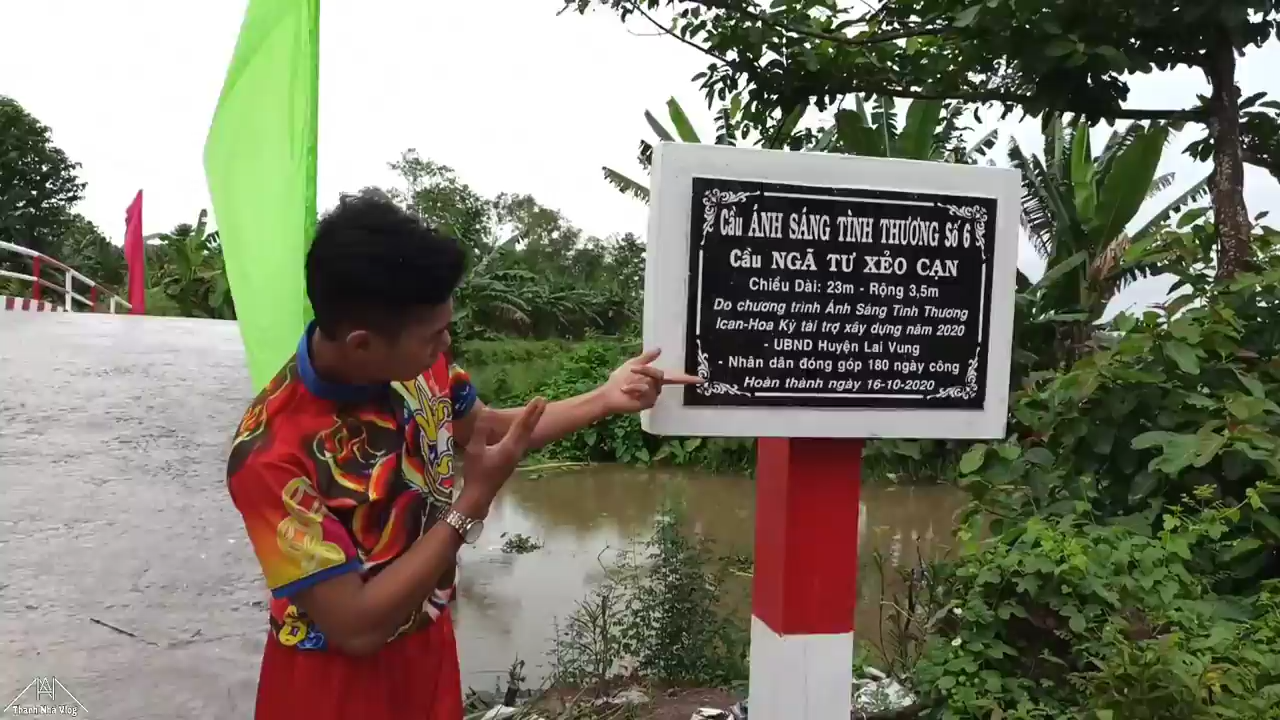 Cầu ÁNH SÁNG TÌNH THƯƠNG Số 6
Cầu NGÃ TƯ XẺO CẠN
Chiều Dài: 23m - Rộng 3,5m
Do chương trình Ánh Sáng Tình Thương
Ican-Hoa Kỳ tài trợ xây dựng năm 2020
- UBND Huyện Lai Vung
- Nhân dân đóng góp 180 ngày công
Hoàn thành ngày 16-10-2020
Thanh Nhã Vlog